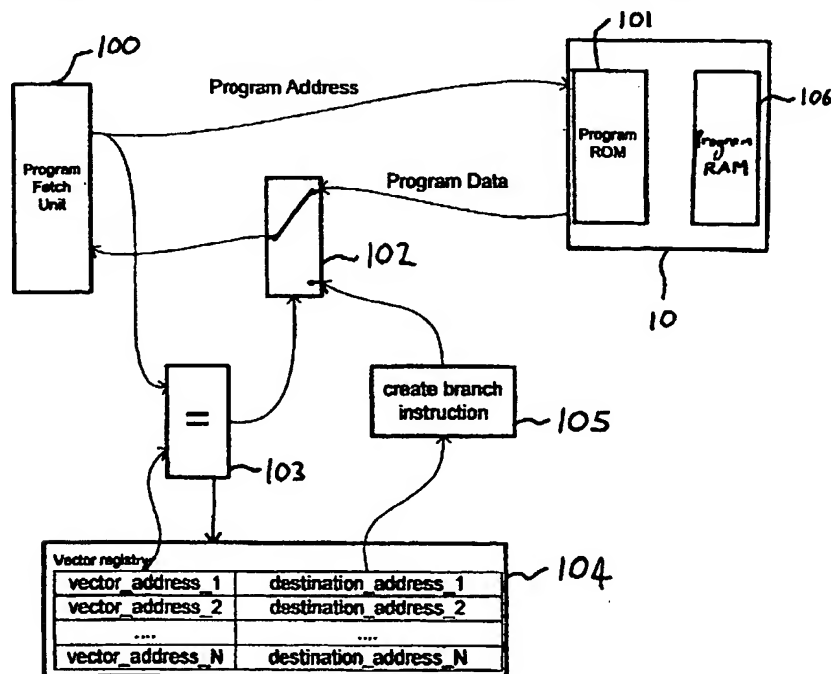 100
101
Program Address
106
Program
Fetch
Unit
Program
ROM
Program
RAM
Program Data
102
10
=
create branch
instruction
105
103
Vector registry
104
vector_address_1 destination_address_1
vector_address_2 destination_address_2
.... ....
vector_address_N destination_address_N